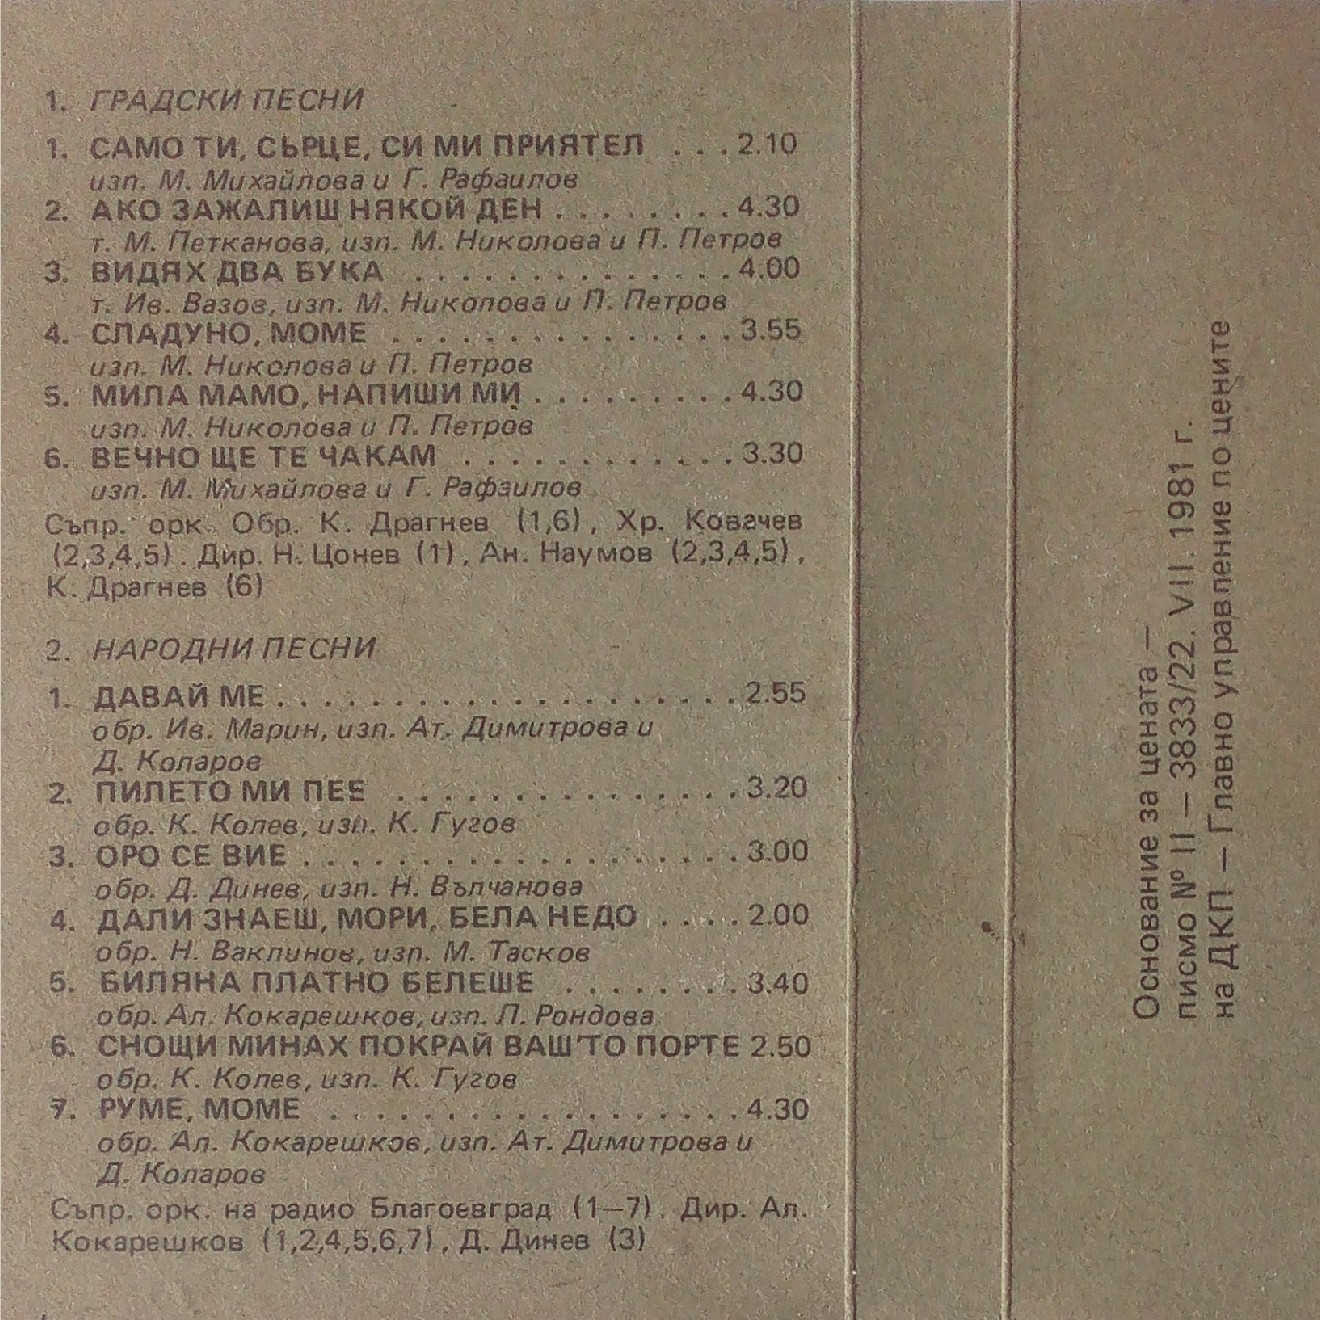 1. ГРАДСКИ ПЕСНИ
1. САМО ТИ, СЪРЦЕ, СИ МИ ПРИЯТЕЛ . . . 2.10
изп. М. Михайлова и Г. Рафаилов
2. АКО ЗАЖАЛИШ НЯКОЙ ДЕН . . . . . . . . 4.30
т. М. Петканова, изп. М. Николова и П. Петров
3. ВИДЯХ ДВА БУКА . . . . . . . . . . . . . . 4.00
т. Ив. Вазов, изп. М. Николова и П. Петров
4. СЛАДУНО, МОМЕ . . . . . . . . . . . . . . . 3.55
изп. М. Николова и П. Петров
5. МИЛА МАМО, НАПИШИ МИ . . . . . . . . . 4.30
изп. М. Николова и П. Петров
6. ВЕЧНО ЩЕ ТЕ ЧАКАМ . . . . . . . . . . . . 3.30
изп. М. Михайлова и Г. Рафаилов
Съпр. орк. Обр. К. Драгнев (1,6), Хр. Ковачев
(2,3,4,5). Дир. Н. Цонев (1), Ан. Наумов (2,3,4,5),
К. Драгнев (6)
2. НАРОДНИ ПЕСНИ
1. ДАВАЙ МЕ . . . . . . . . . . . . . . . . . . 2.55
обр. Ив. Марин, изп. Ат. Димитрова и
Д. Коларов
2. ПИЛЕТО МИ ПЕЕ . . . . . . . . . . . . . . . 3.20
обр. К. Колев, изп. К. Гугов
3. ОРО СЕ ВИЕ . . . . . . . . . . . . . . . . . 3.00
обр. Д. Динев, изп. Н. Вълчанова
4. ДАЛИ ЗНАЕШ, МОРИ, БЕЛА НЕДО . . . . 2.00
обр. Н. Ваклинов, изп. М. Тасков
5. БИЛЯНА ПЛАТНО БЕЛЕШЕ . . . . . . . . 3.40
обр. Ал. Кокарешков, изп. Л. Рондова
6. СНОЩИ МИНАХ ПОКРАЙ ВАШ'ТО ПОРТЕ 2.50
обр. К. Колев, изп. К. Гугов
7. РУМЕ, МОМЕ . . . . . . . . . . . . . . . . . 4.30
обр. Ал. Кокарешков, изп. Ат. Димитрова и
Д. Коларов
Съпр. орк. на радио Благоевград (1—7). Дир. Ал.
Кокарешков (1,2,4,5,6,7), Д. Динев (3)
Основание за цената —
писмо № II — 3833/22. VII. 1981 г.
на ДКП — Главно управление по цените